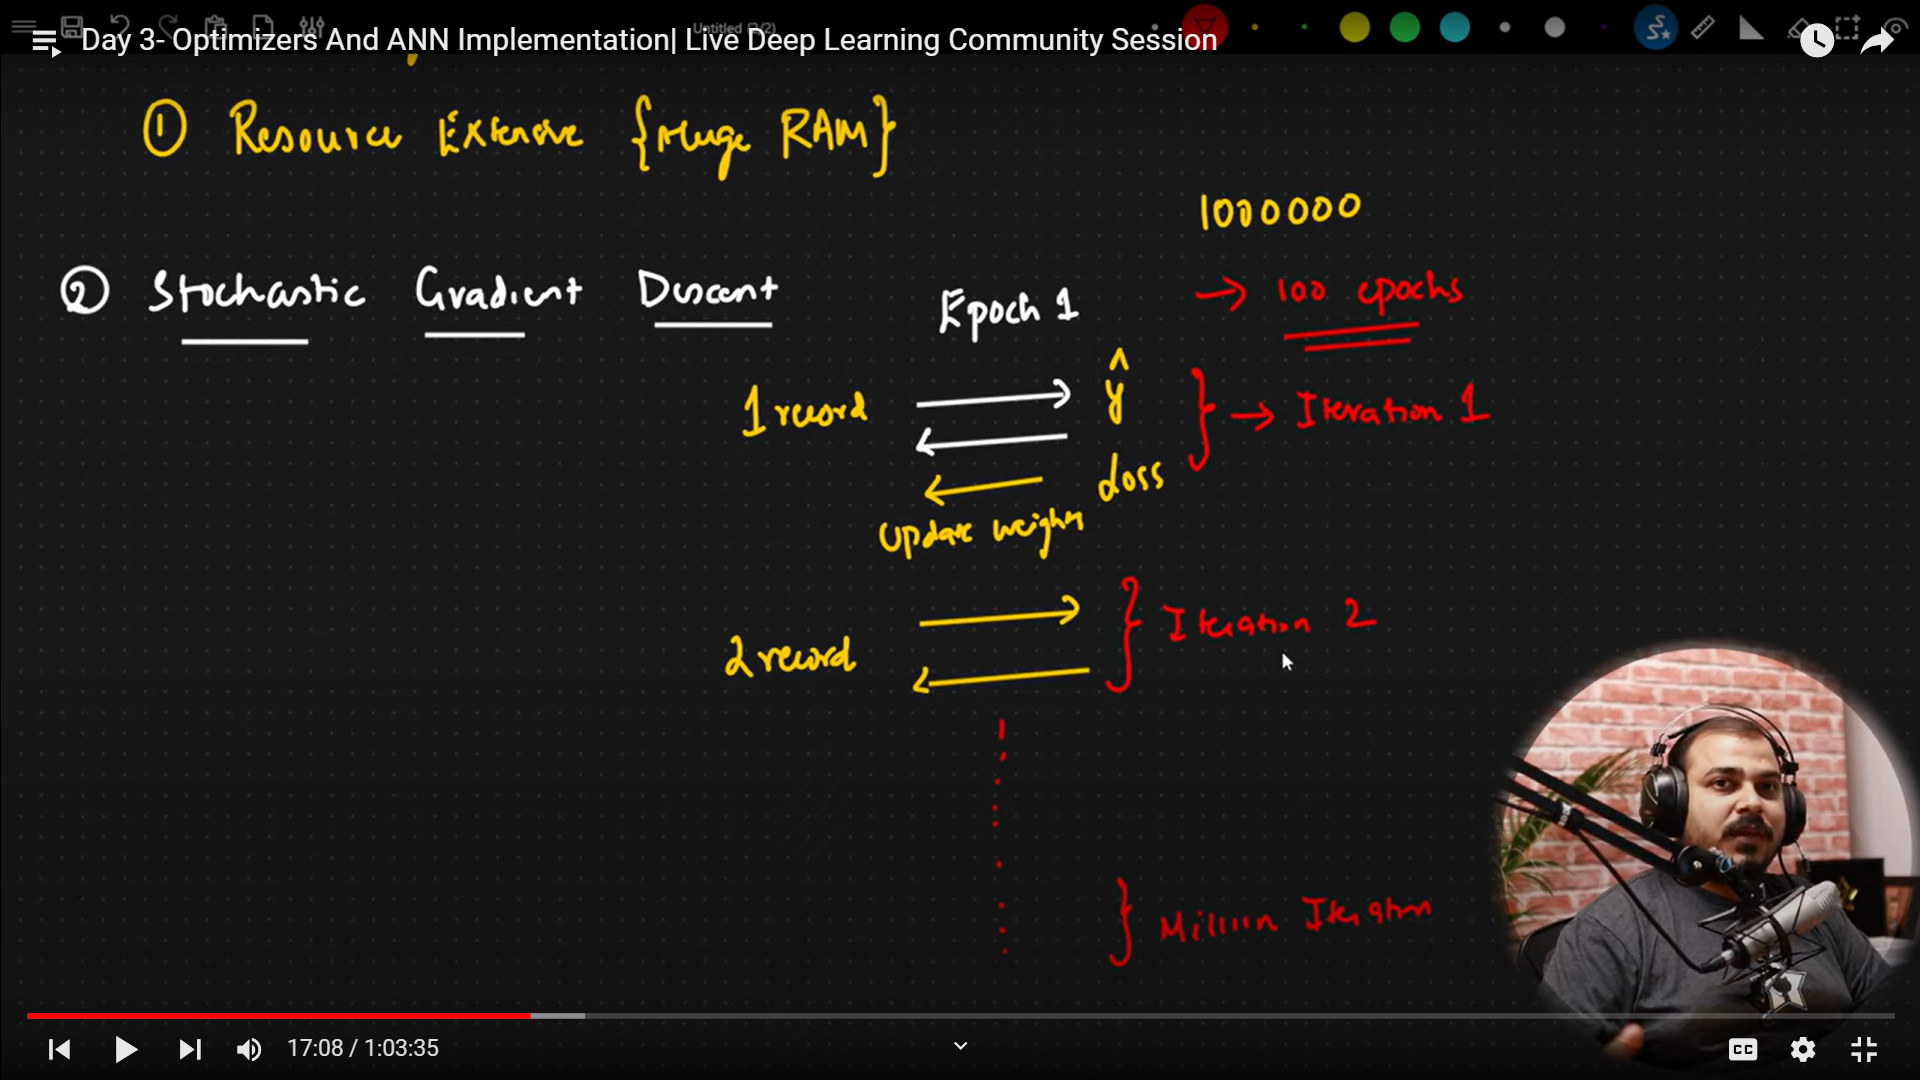 Day 3- Optimizers And ANN Implementation| Live Deep Learning Community Session
① Resource Extensive {Huge RAM}
1000000
② Stochastic Gradient Descent
Epoch 1
→ 100 epochs
1 record
ŷ
→ Iteration 1
Loss
Update weights
2 record
Iteration 2
Million Iteration
17:08 / 1:03:35
CC